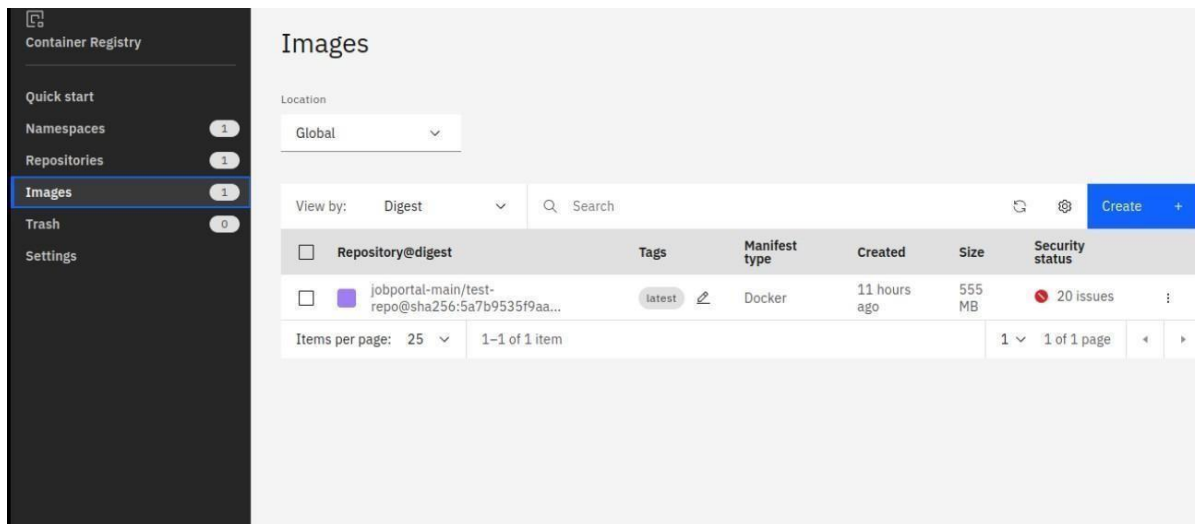 Container Registry
Quick start
Namespaces 1
Repositories 1
Images 1
Trash 0
Settings
Images
Location
Global
View by: Digest Search Create +
Repository@digest Tags Manifest type Created Size Security status
jobportal-main/test-
repo@sha256:5a7b9535f9aa... latest Docker 11 hours ago 555 MB 20 issues
Items per page: 25 1–1 of 1 item 1 1 of 1 page